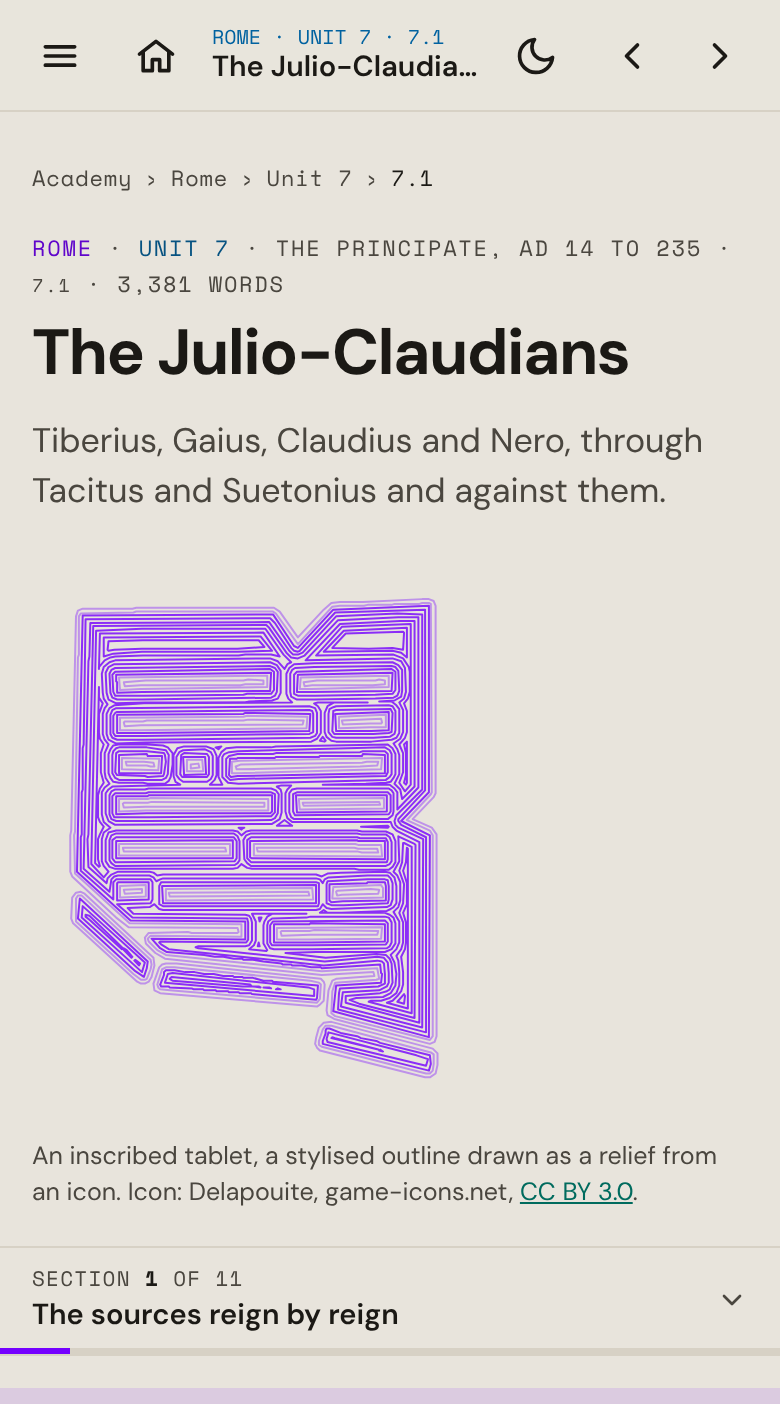 ROME · UNIT 7 · 7.1
The Julio-Claudia...
Academy › Rome › Unit 7 › 7.1
ROME · UNIT 7 · THE PRINCIPATE, AD 14 TO 235 ·
7.1 · 3,381 WORDS
The Julio-Claudians
Tiberius, Gaius, Claudius and Nero, through
Tacitus and Suetonius and against them.
An inscribed tablet, a stylised outline drawn as a relief from
an icon. Icon: Delapouite, game-icons.net, CC BY 3.0.
SECTION 1 OF 11
The sources reign by reign